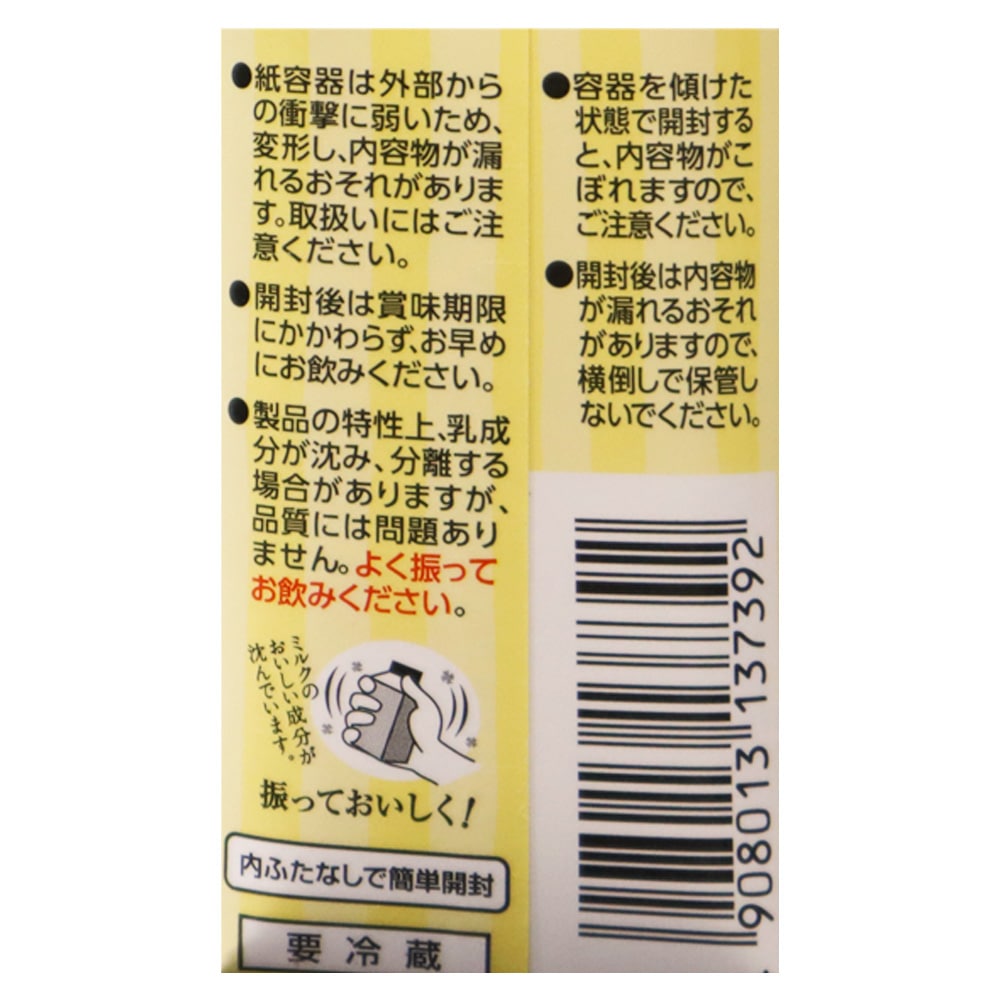 ●紙容器は外部から
の衝撃に弱いため、
変形し、内容物が漏
れるおそれがありま
す。取扱いにはご注
意ください。
●開封後は賞味期限
にかかわらず、お早め
にお飲みください。
●製品の特性上、乳成
分が沈み、分離する
場合がありますが、
品質には問題あり
ません。よく振って
お飲みください。
ミルクの
おいしい成分が
沈んでいます。
振っておいしく!
内ふたなしで簡単開封
要冷蔵
●容器を傾けた
状態で開封する
と、内容物がこ
ぼれますので、
ご注意ください。
●開封後は内容物
が漏れるおそれ
がありますので、
横倒しで保管し
ないでください。
908013 137392